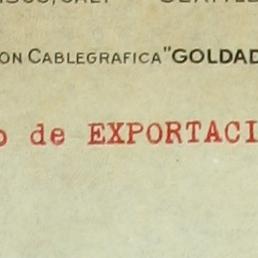 ON CABLEGRAFICA "GOLDAD
o de EXPORTACI